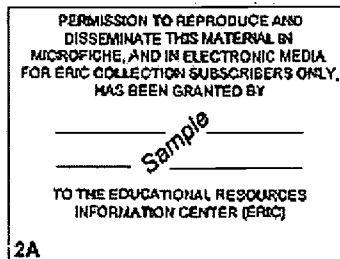 PERMISSION TO REPRODUCE AND
DISSEMINATE THIS MATERIAL IN
MICROFICHE, AND IN ELECTRONIC MEDIA
FOR ERIC COLLECTION SUBSCRIBERS ONLY,
HAS BEEN GRANTED BY
Sample
TO THE EDUCATIONAL RESOURCES
INFORMATION CENTER (ERIC)
2A